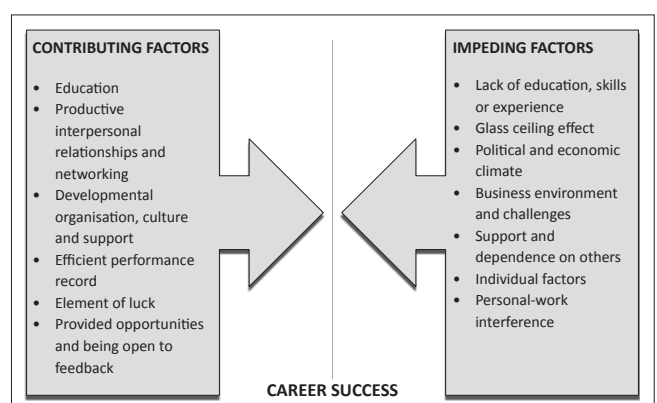 CONTRIBUTING FACTORS
• Education
• Productive
interpersonal
relationships and
networking
• Developmental
organisation, culture
and support
• Efficient performance
record
• Element of luck
• Provided opportunities
and being open to
feedback
IMPEDING FACTORS
• Lack of education, skills
or experience
• Glass ceiling effect
• Political and economic
climate
• Business environment
and challenges
• Support and
dependence on others
• Individual factors
• Personal-work
interference
CAREER SUCCESS